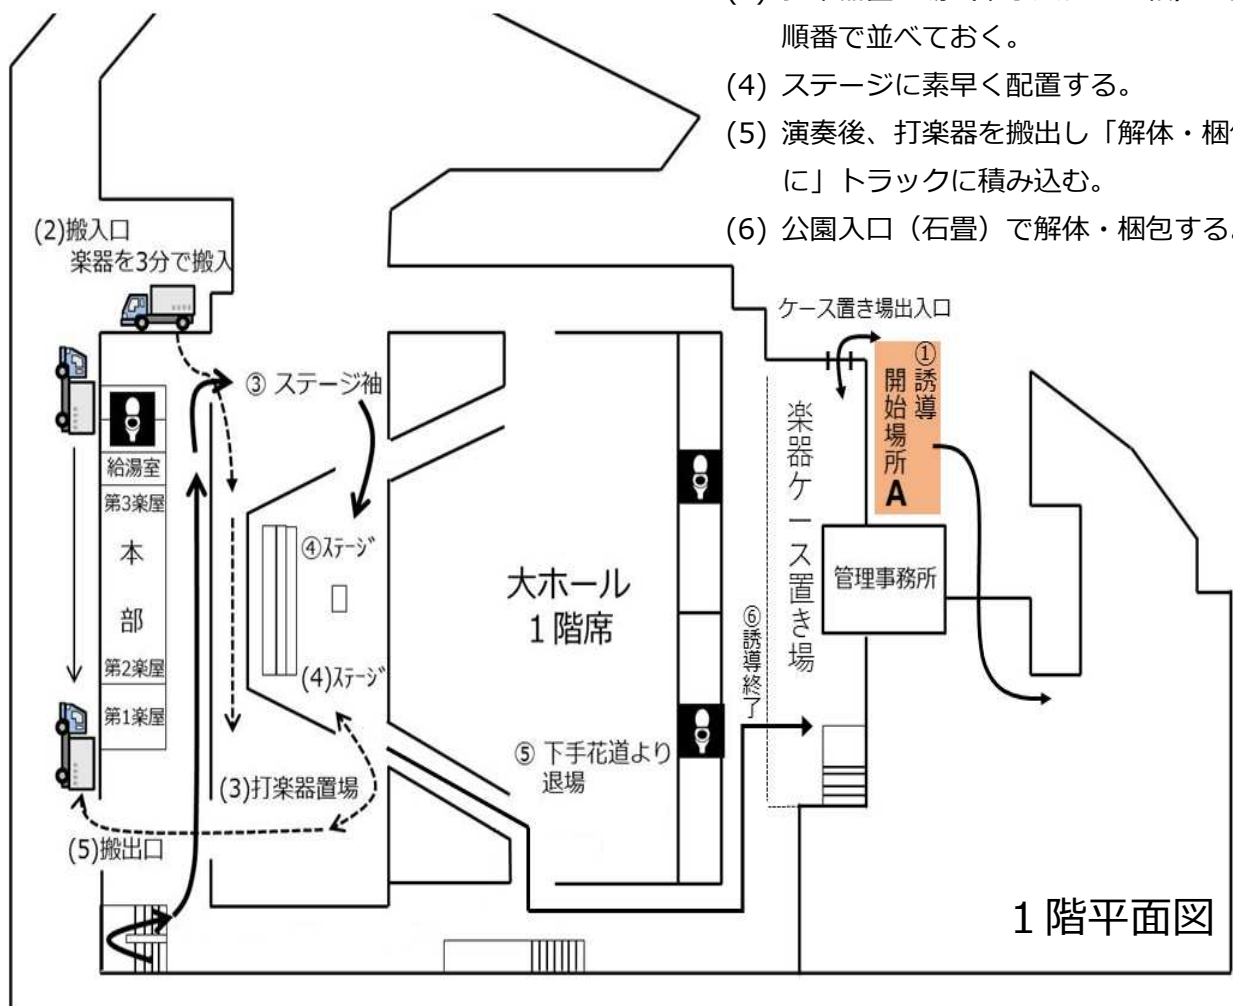 順番で並べておく。
(4) ステージに素早く配置する。
(5) 演奏後、打楽器を搬出し「解体・梱
に」トラックに積み込む。
(6) 公園入口（石畳）で解体・梱包する
(2)搬入口
楽器を3分で搬入
ケース置き場出入口
①誘導
開始場所A
③ ステージ袖
給湯室
第3楽屋
本部
第2楽屋
第1楽屋
④ｽﾃｰｼﾞ
(4)ｽﾃｰｼﾞ
大ホール
１階席
楽器ケース置き場
管理事務所
⑥誘導終了
⑤ 下手花道より
退場
(3)打楽器置場
(5)搬出口
１階平面図